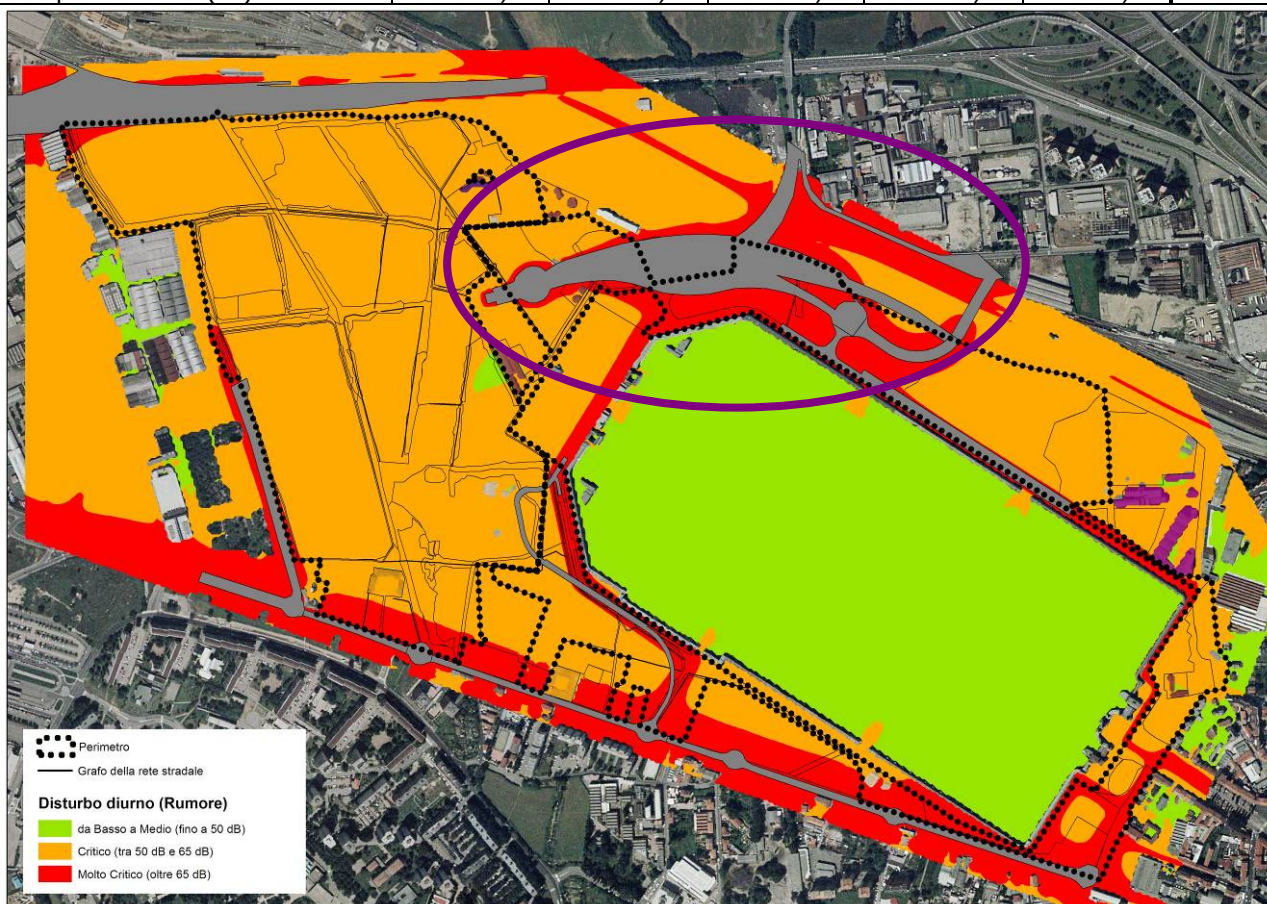 Perimetro
Grafo della rete stradale
Disturbo diurno (Rumore)
da Basso a Medio (fino a 50 dB)
Critico (tra 50 dB e 65 dB)
Molto Critico (oltre 65 dB)